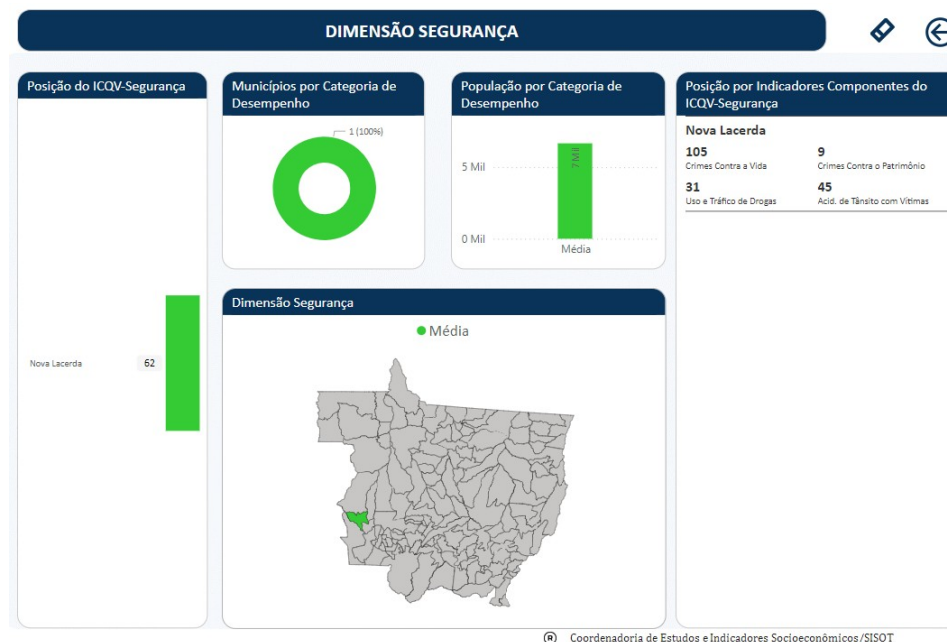 DIMENSÃO SEGURANÇA
Posição do ICQV-Segurança
Nova Lacerda
62
Municípios por Categoria de
Desempenho
1 (100%)
População por Categoria de
Desempenho
5 Mil
7 Mil
0 Mil
Média
Posição por Indicadores Componentes do
ICQV-Segurança
Nova Lacerda
105
Crimes Contra a Vida
9
Crimes Contra o Patrimônio
31
Uso e Tráfico de Drogas
45
Acid. de Tânsito com Vítimas
Dimensão Segurança
Média
® Coordenadoria de Estudos e Indicadores Socioeconômicos/SISOT